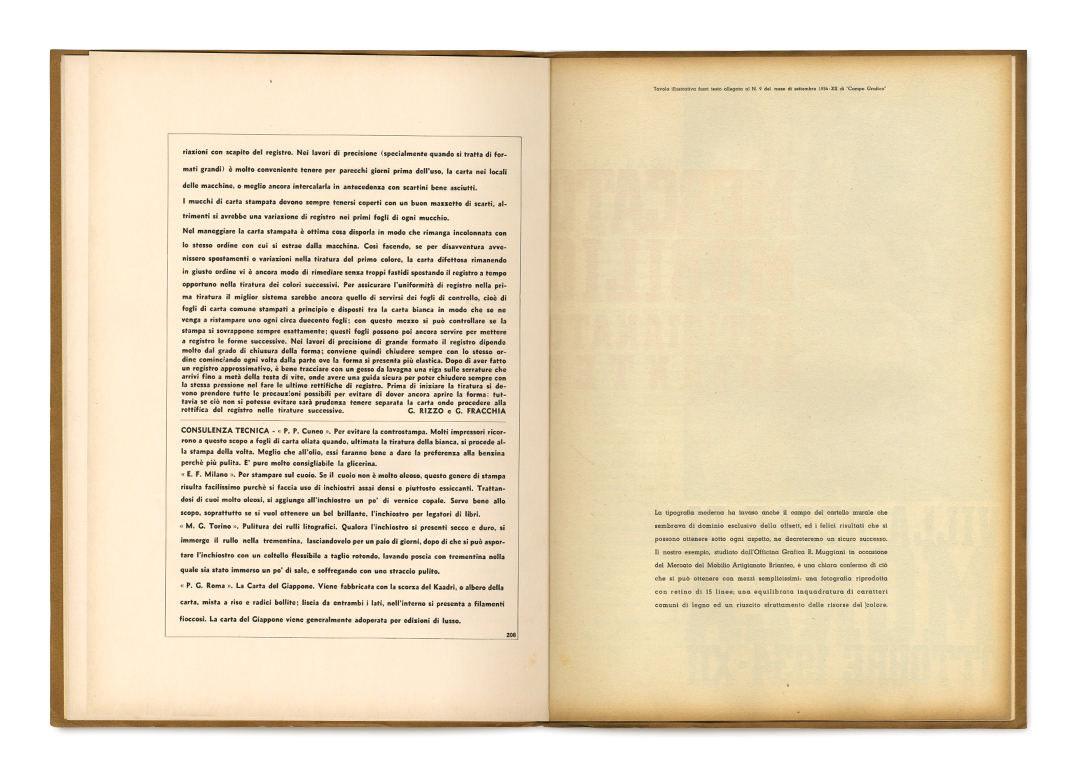 riazioni con scapito del registro. Nei lavori di precisione (specialmente quando si tratta di for-
mati grandi) è molto conveniente tenere per parecchi giorni prima dell'uso, la carta nei locali
delle macchine, o meglio ancora intercalarla in antecedenza con scartini bene asciutti.
I mucchi di carta stampata devono sempre tenersi coperti con un buon mazzetto di scarti, al-
trimenti si avrebbe una variazione di registro nei primi fogli di ogni mucchio.
Nel maneggiare la carta stampata è ottima cosa disporla in modo che rimanga incolonnata con
lo stesso ordine con cui si estrae dalla macchina. Così facendo, se per disavventura avve-
nissero spostamenti o variazioni nella tiratura del primo colore, la carta difettosa rimanendo
in giusto ordine vi è ancora modo di rimediare senza troppi fastidi spostando il registro a tempo
opportuno nella tiratura dei colori successivi. Per assicurare l'uniformità di registro nella pri-
ma tiratura il miglior sistema sarebbe ancora quello di servirsi dei fogli di controllo, cioè di
fogli di carta comune stampati a principio e disposti tra la carta bianca in modo che se ne
venga a ristampare uno ogni circa duecento fogli; con questo mezzo si può controllare se la
stampa si sovrappone sempre esattamente; questi fogli possono poi ancora servire per mettere
a registro le forme successive. Nei lavori di precisione di grande formato il registro dipende
molto dal grado di chiusura della forma; conviene quindi chiudere sempre con lo stesso or-
dine cominciando ogni volta dalla parte ove la forma si presenta più elastica. Dopo di aver fatto
un registro approssimativo, è bene tracciare con un gesso da lavagna una riga sulle serrature che
arrivi fino a metà della testa di vite, onde avere una guida sicura per poter chiudere sempre con
la stessa pressione nel fare le ultime rettifiche di registro. Prima di iniziare la tiratura si de-
vono prendere tutte le precauzioni possibili per evitare di dover ancora aprire la forma: tut-
tavia se ciò non si potesse evitare sarà prudenza tenere separata la carta onde procedere alla
rettifica del registro nelle tirature successive. G. RIZZO e G. FRACCHIA
CONSULENZA TECNICA - « P. P. Cuneo ». Per evitare la controstampa. Molti impressori ricor-
rono a questo scopo a fogli di carta oliata quando, ultimata la tiratura della bianca, si procede al-
la stampa della volta. Meglio che all'olio, essi faranno bene a dare la preferenza alla benzina
perchè più pulita. E' pure molto consigliabile la glicerina.
« E. F. Milano ». Per stampare sul cuoio. Se il cuoio non è molto oleoso, questo genere di stampa
risulta facilissimo purchè si faccia uso di inchiostri assai densi e piuttosto essiccanti. Trattan-
dosi di cuoi molto oleosi, si aggiunge all'inchiostro un po' di vernice copale. Serve bene allo
scopo, soprattutto se si vuol ottenere un bel brillante, l'inchiostro per legatori di libri.
« M. G. Torino ». Pulitura dei rulli litografici. Qualora l'inchiostro si presenti secco e duro, si
immerge il rullo nella trementina, lasciandovelo per un paio di giorni, dopo di che si può aspor-
tare l'inchiostro con un coltello flessibile a taglio rotondo, lavando poscia con trementina nella
quale sia stato immerso un po' di sale, e soffregando con uno straccio pulito.
« P. G. Roma ». La Carta del Giappone. Viene fabbricata con la scorza del Kaadri, o albero della
carta, mista a riso e radici bollite; liscia da entrambi i lati, nell'interno si presenta a filamenti
fioccosi. La carta del Giappone viene generalmente adoperata per edizioni di lusso.
208
Tavola illustrativa fuori testo allegata al N. 9 del mese di settembre 1934-XII di "Campo Grafico"
La tipografia moderna ha invaso anche il campo del cartello murale che
sembrava di dominio esclusivo della offsett, ed i felici risultati che si
possono ottenere sotto ogni aspetto, ne decreteremo un sicuro successo.
Il nostro esempio, studiato dall'Officina Grafica R. Muggiani in occasione
del Mercato del Mobilio Artigianato Brianteo, è una chiara conferma di ciò
che si può ottenere con mezzi semplicissimi: una fotografia riprodotta
con retino di 15 linee; una equilibrata inquadratura di caratteri
comuni di legno ed un riuscito sfruttamento delle risorse del colore.